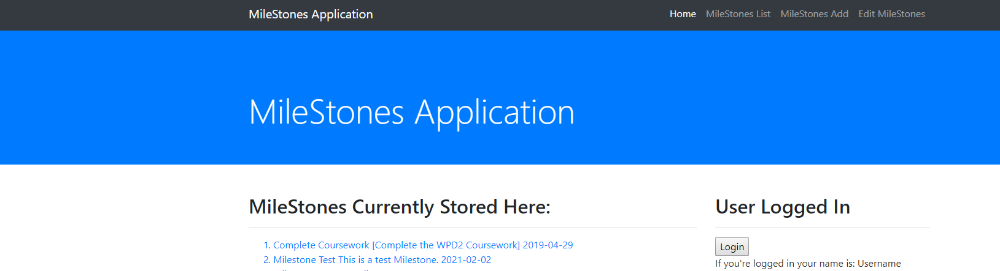 MileStones Application
Home MileStones List MileStones Add Edit MileStones
MileStones Application
MileStones Currently Stored Here:
1. Complete Coursework [Complete the WPD2 Coursework] 2019-04-29
2. Milestone Test This is a test Milestone. 2021-02-02
User Logged In
Login
If you're logged in your name is: Username